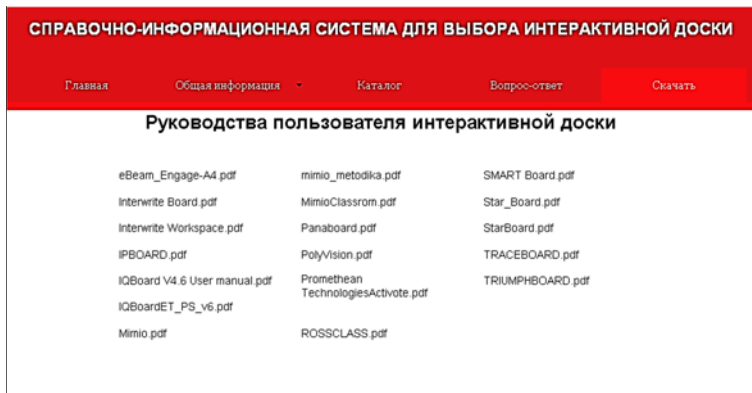 СПРАВОЧНО-ИНФОРМАЦИОННАЯ СИСТЕМА ДЛЯ ВЫБОРА ИНТЕРАКТИВНОЙ ДОСКИ
Главная
Общая информация
Каталог
Вопрос-ответ
Скачать
Руководства пользователя интерактивной доски
eBeam_Engage-A4.pdf
Interwrite Board.pdf
Interwrite Workspace.pdf
IPBOARD.pdf
IQBoard V4.6 User manual.pdf
IQBoardET_PS_v6.pdf
Mimio.pdf
mimio_metodika.pdf
MimioClassrom.pdf
Panaboard.pdf
PolyVision.pdf
Promethean
TechnologiesActivote.pdf
ROSSCLASS.pdf
SMART Board.pdf
Star_Board.pdf
StarBoard.pdf
TRACEBOARD.pdf
TRIUMPHBOARD.pdf